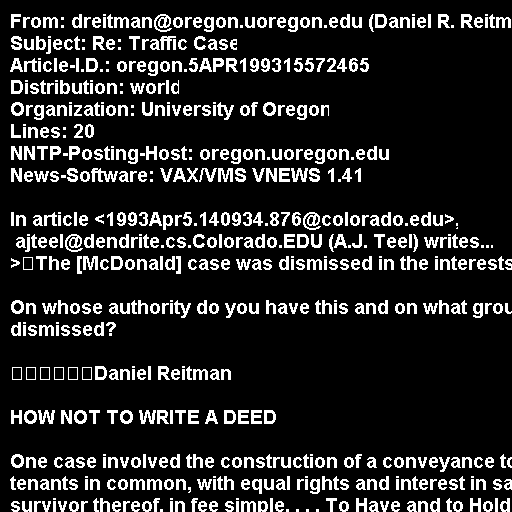 From: dreitman@oregon.uoregon.edu (Daniel R. Reitm
Subject: Re: Traffic Case
Article-I.D.: oregon.5APR199315572465
Distribution: world
Organization: University of Oregon
Lines: 20
NNTP-Posting-Host: oregon.uoregon.edu
News-Software: VAX/VMS VNEWS 1.41
In article <1993Apr5.140934.876@colorado.edu>,
ajteel@dendrite.cs.Colorado.EDU (A.J. Teel) writes...
>□The [McDonald] case was dismissed in the interests
On whose authority do you have this and on what grou
dismissed?
□□□□□□Daniel Reitman
HOW NOT TO WRITE A DEED
One case involved the construction of a conveyance to
tenants in common, with equal rights and interest in sa
survivor thereof, in fee simple. . . . To Have and to Hold